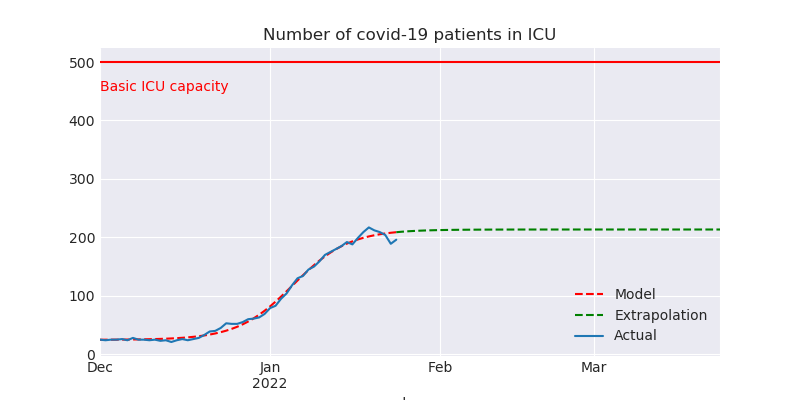 Number of covid-19 patients in ICU
500
Basic ICU capacity
400
300
200
100
0
Model
Extrapolation
Actual
Dec
Jan
2022
Feb
Mar